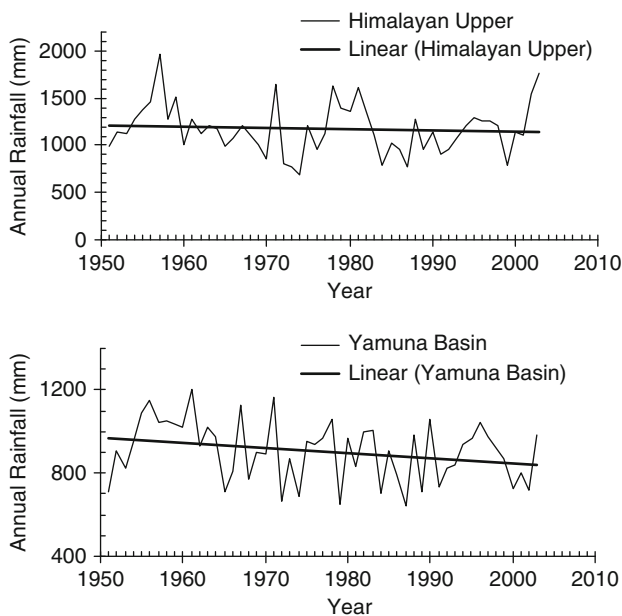 Himalayan Upper
Linear (Himalayan Upper)
Annual Rainfall (mm)
2000
1500
1000
500
0
1950 1960 1970 1980 1990 2000 2010
Year
Yamuna Basin
Linear (Yamuna Basin)
Annual Rainfall (mm)
1200
800
400
1950 1960 1970 1980 1990 2000 2010
Year